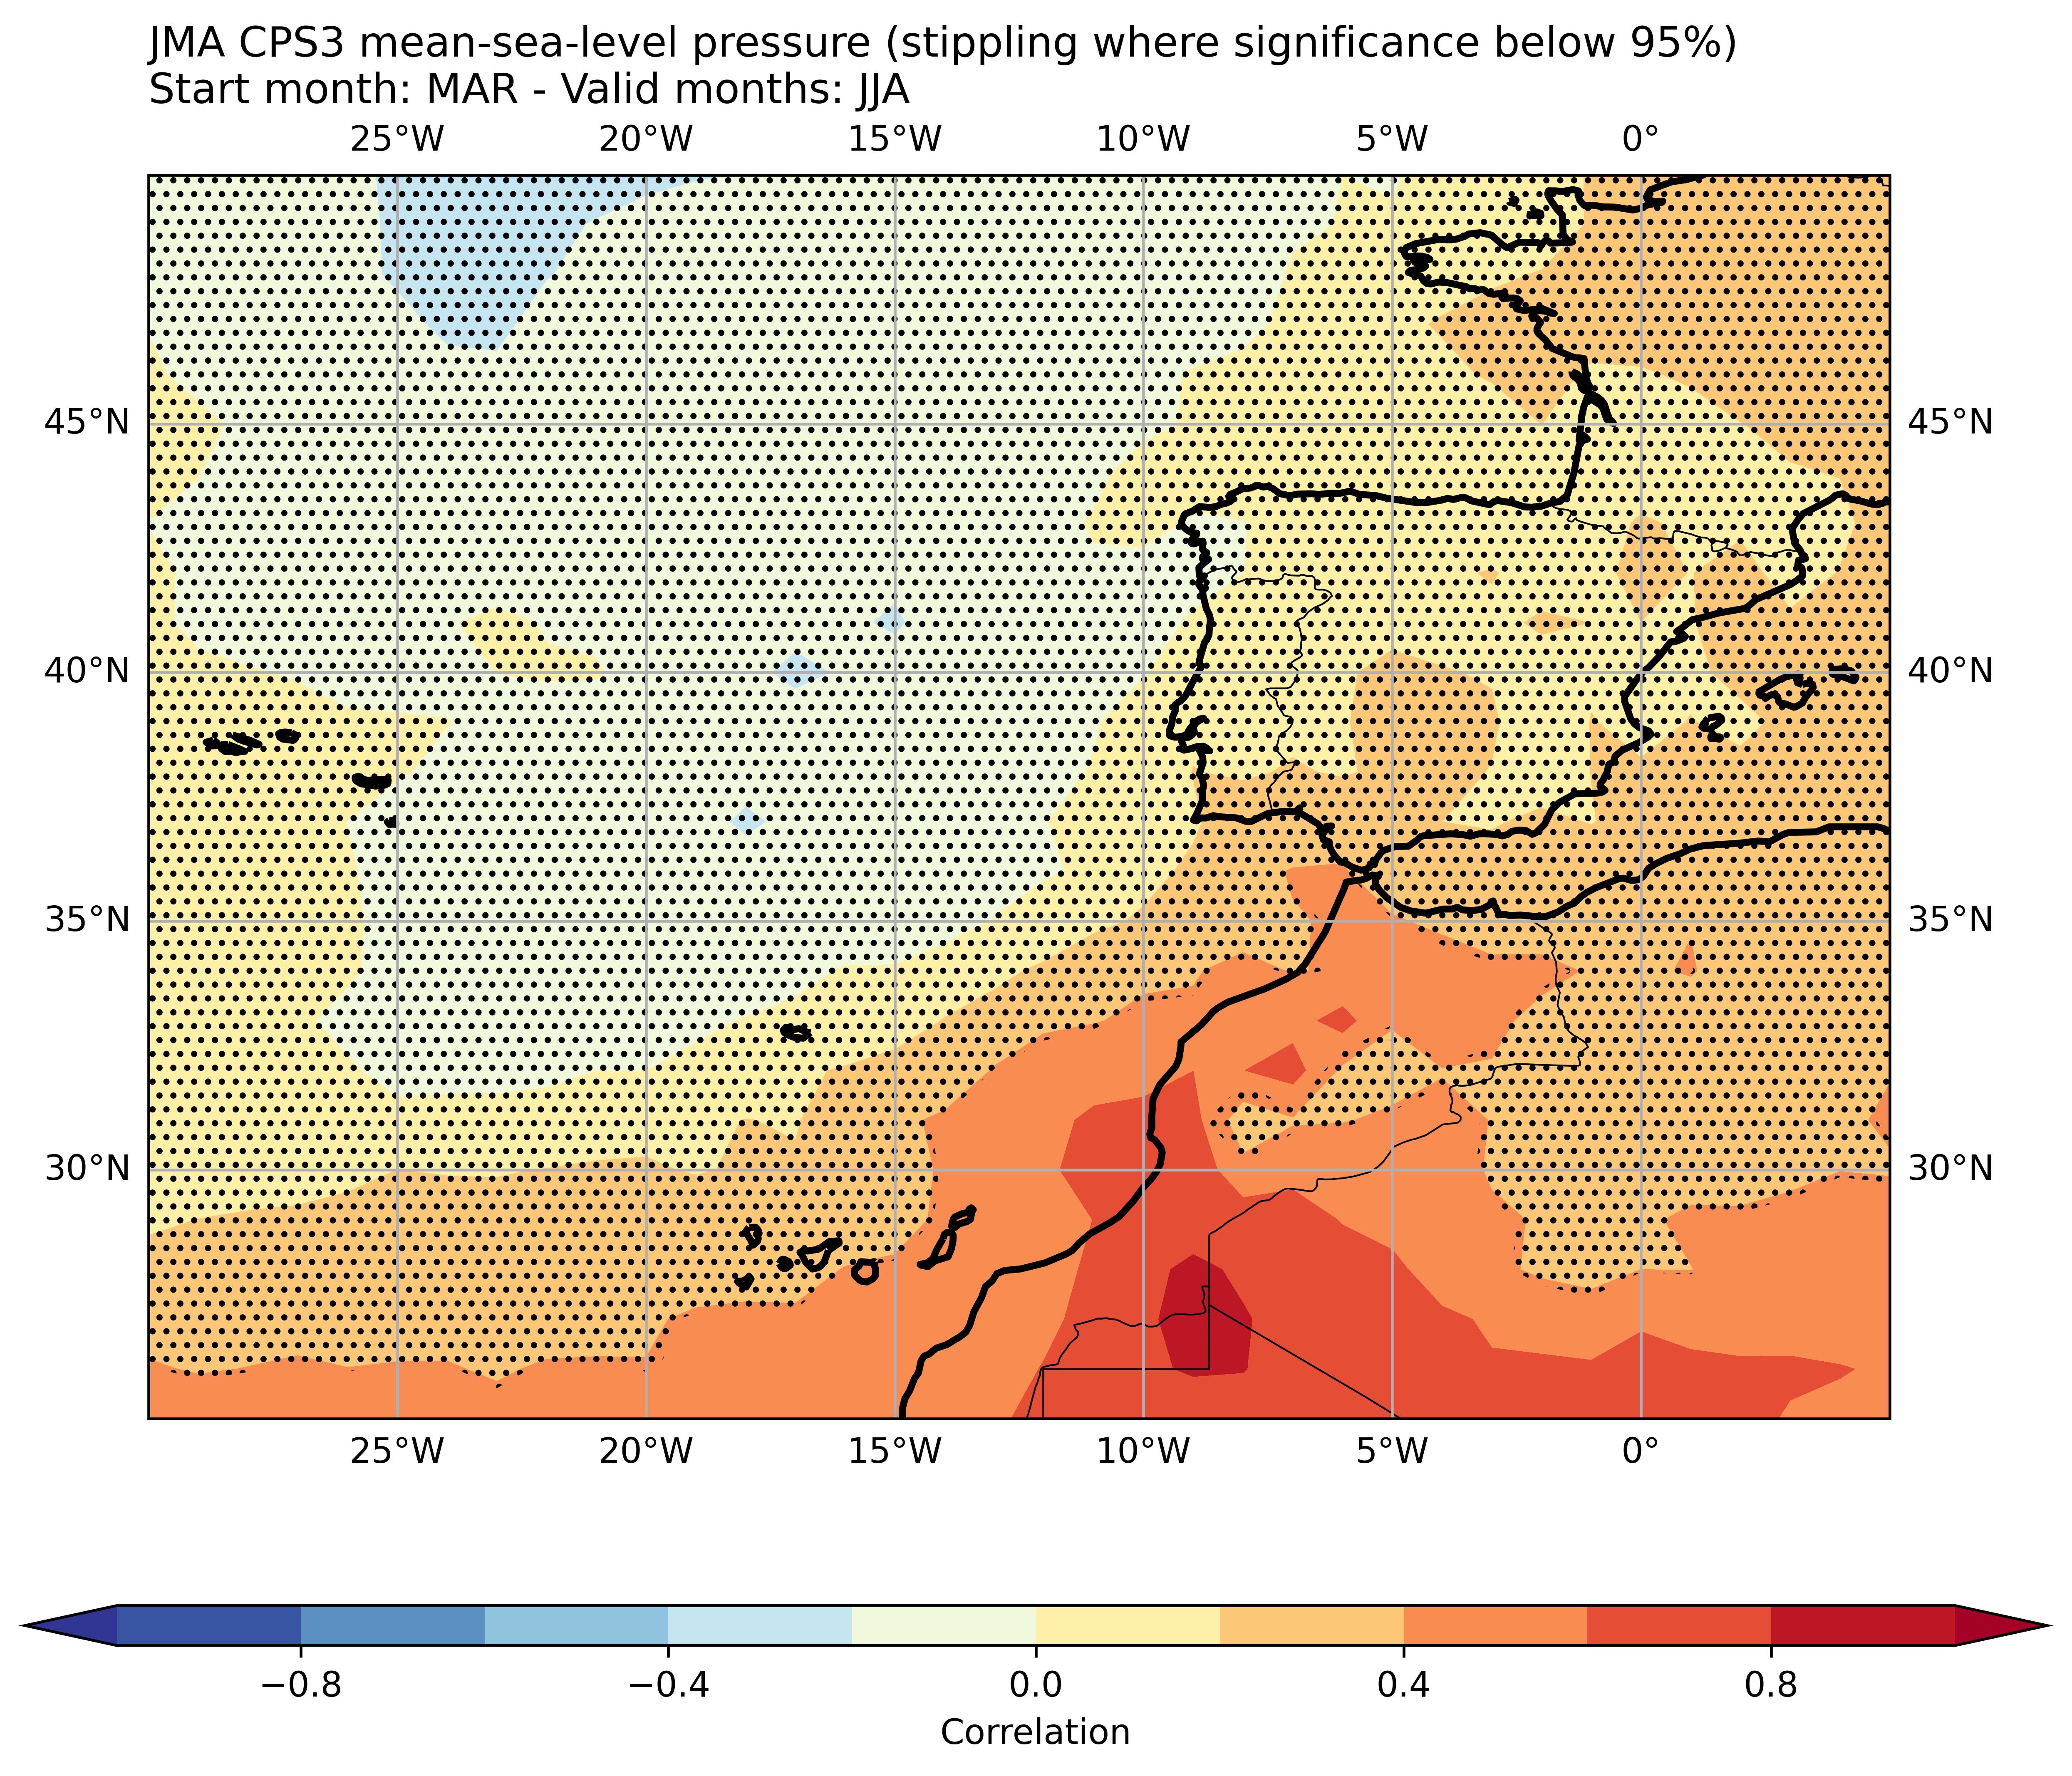 JMA CPS3 mean-sea-level pressure (stippling where significance below 95%)
Start month: MAR - Valid months: JJA
25°W 20°W 15°W 10°W 5°W 0°
45°N 45°N
40°N 40°N
35°N 35°N
30°N 30°N
25°W 20°W 15°W 10°W 5°W 0°
−0.8 −0.4 0.0 0.4 0.8
Correlation